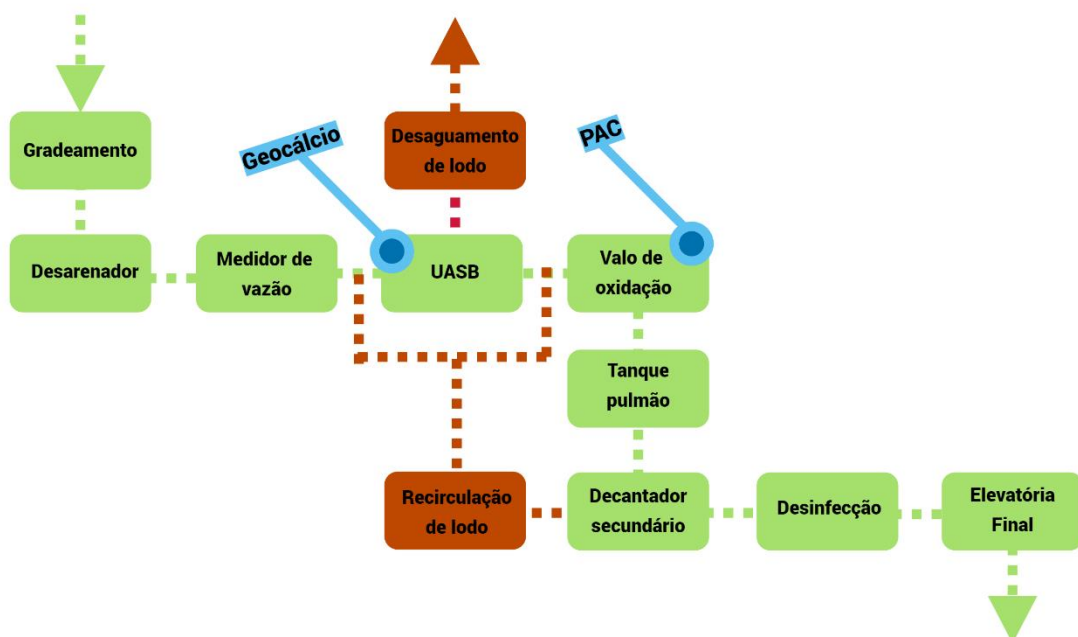 Gradeamento
Geocálcio
Desaguamento
de lodo
PAC
Desarenador
Medidor de
vazão
UASB
Valo de
oxidação
Tanque
pulmão
Recirculação
de lodo
Decantador
secundário
Desinfecção
Elevatória
Final